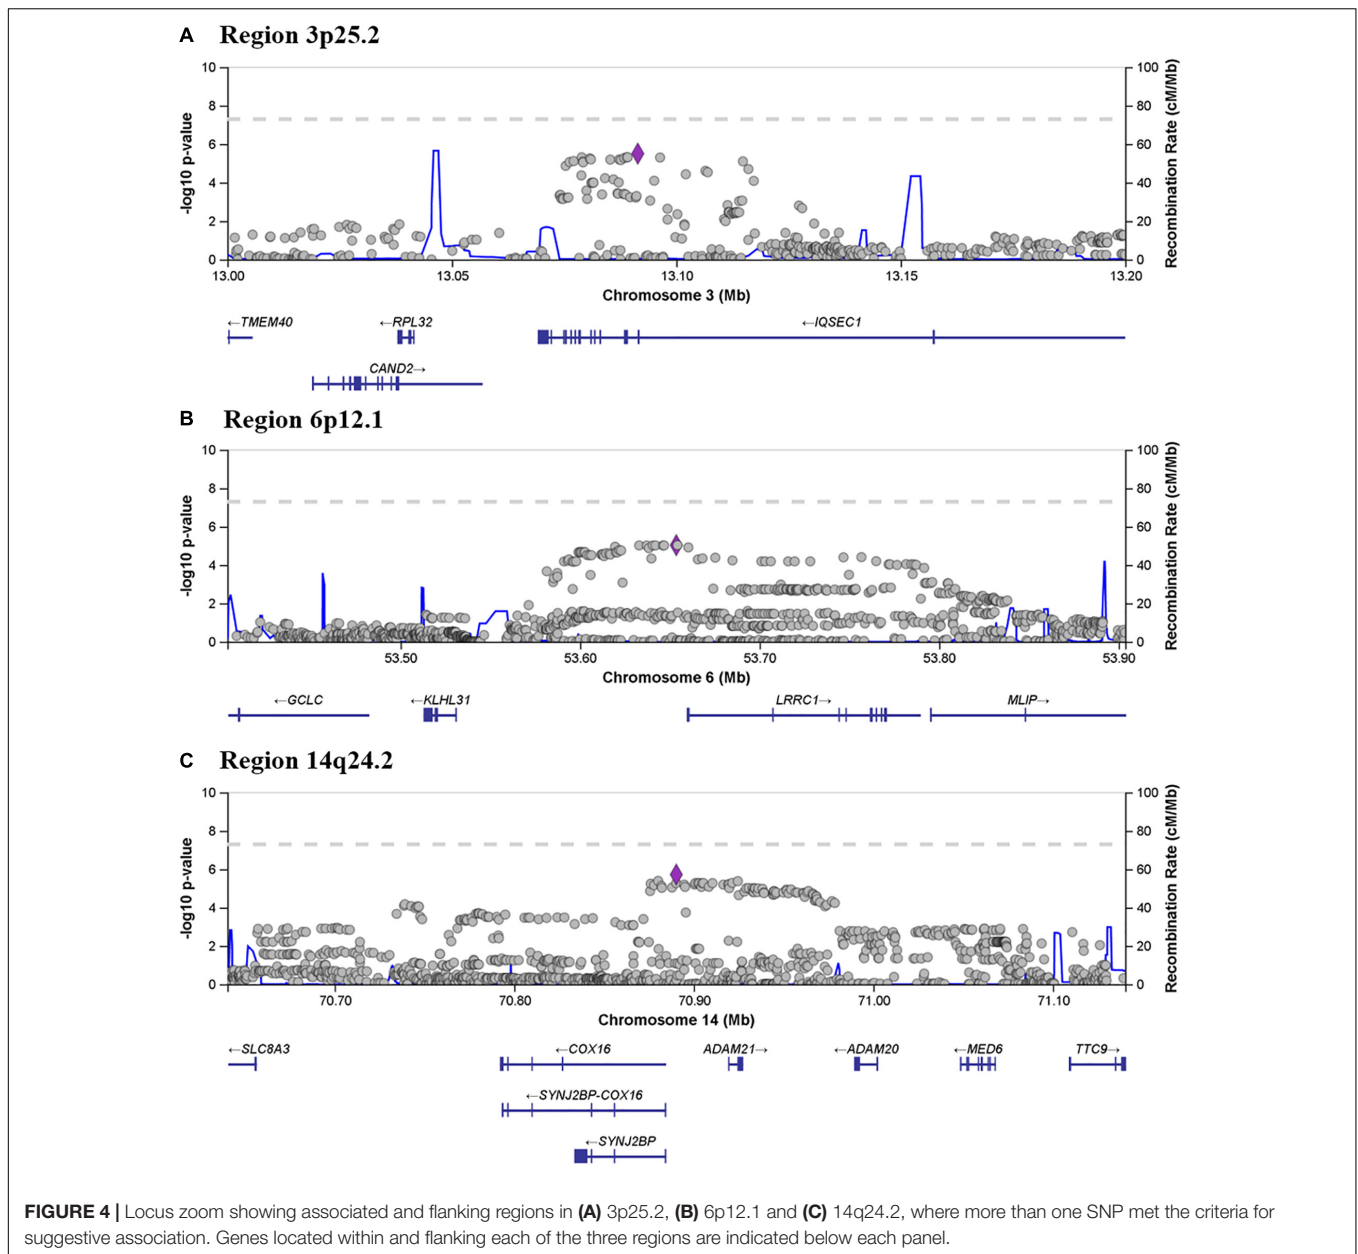 A Region 3p25.2
10
8
6
4
2
0
-log10 p-value
100
80
60
40
20
0
Recombination Rate (cM/Mb)
13.00 13.05 13.10 13.15 13.20
Chromosome 3 (Mb)
←TMEM40 ←RPL32 ←IQSEC1
CAND2→
B Region 6p12.1
10
8
6
4
2
0
-log10 p-value
100
80
60
40
20
0
Recombination Rate (cM/Mb)
53.50 53.60 53.70 53.80 53.90
Chromosome 6 (Mb)
←GCLC ←KLHL31 LRRC1→ MLIP→
C Region 14q24.2
10
8
6
4
2
0
-log10 p-value
100
80
60
40
20
0
Recombination Rate (cM/Mb)
70.70 70.80 70.90 71.00 71.10
Chromosome 14 (Mb)
←SLC8A3 ←COX16 ADAM21→ ←ADAM20 ←MED6 TTC9→
←SYNJ2BP-COX16
←SYNJ2BP
FIGURE 4 | Locus zoom showing associated and flanking regions in (A) 3p25.2, (B) 6p12.1 and (C) 14q24.2, where more than one SNP met the criteria for
suggestive association. Genes located within and flanking each of the three regions are indicated below each panel.